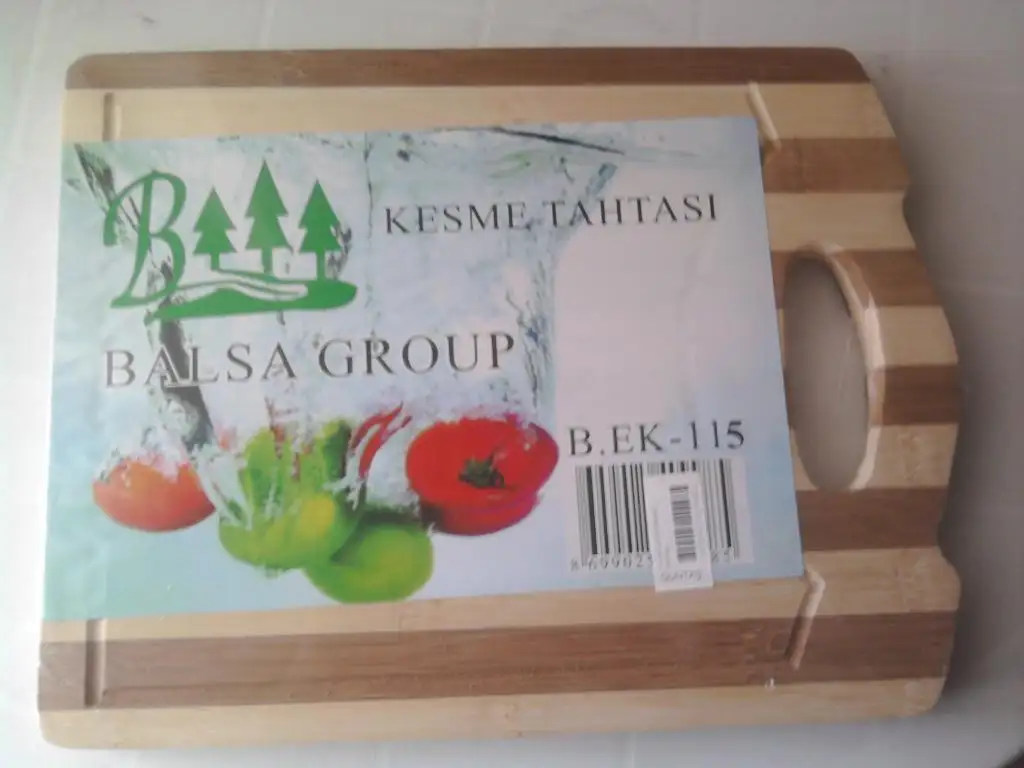 B
KESME TAHTASI
BALSA GROUP
B.EK-115